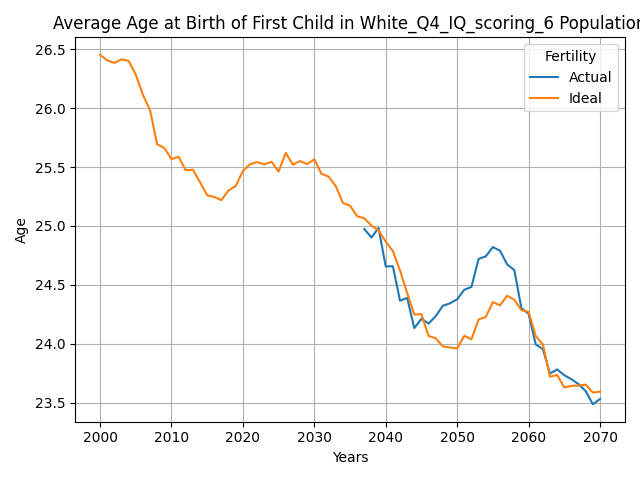 Average Age at Birth of First Child in White_Q4_IQ_scoring_6 Population
Fertility
Actual
Ideal
26.5
26.0
25.5
25.0
24.5
24.0
23.5
Age
2000 2010 2020 2030 2040 2050 2060 2070
Years